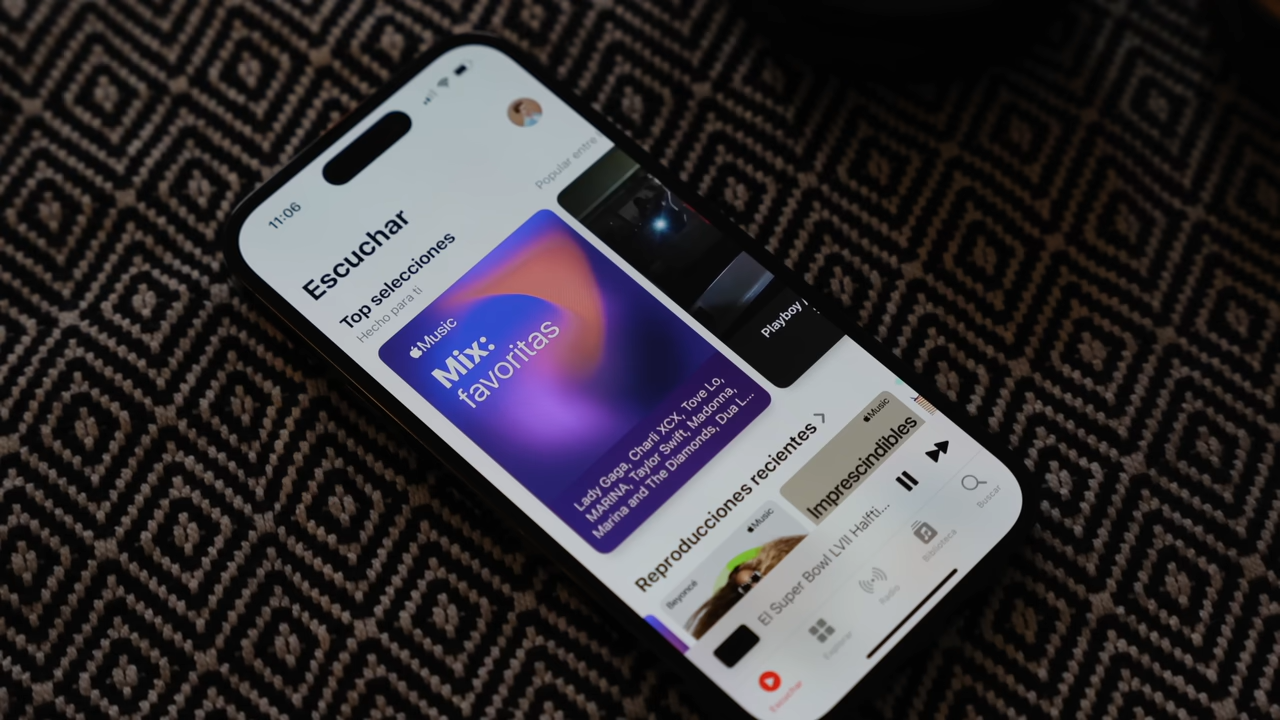 11:06
Escuchar
Top selecciones
Hecho para ti
Popular entre
Music
Mix:
favoritas
Lady Gaga, Charli XCX, Tove Lo,
MARINA, Taylor Swift, Madonna,
Marina and The Diamonds, Dua L...
Playboy
Reproducciones recientes
Music
Beyoncé
Music
Imprescindibles
El Super Bowl LVII Halfti...
Escuchar
Explorar
Radio
Biblioteca
Buscar